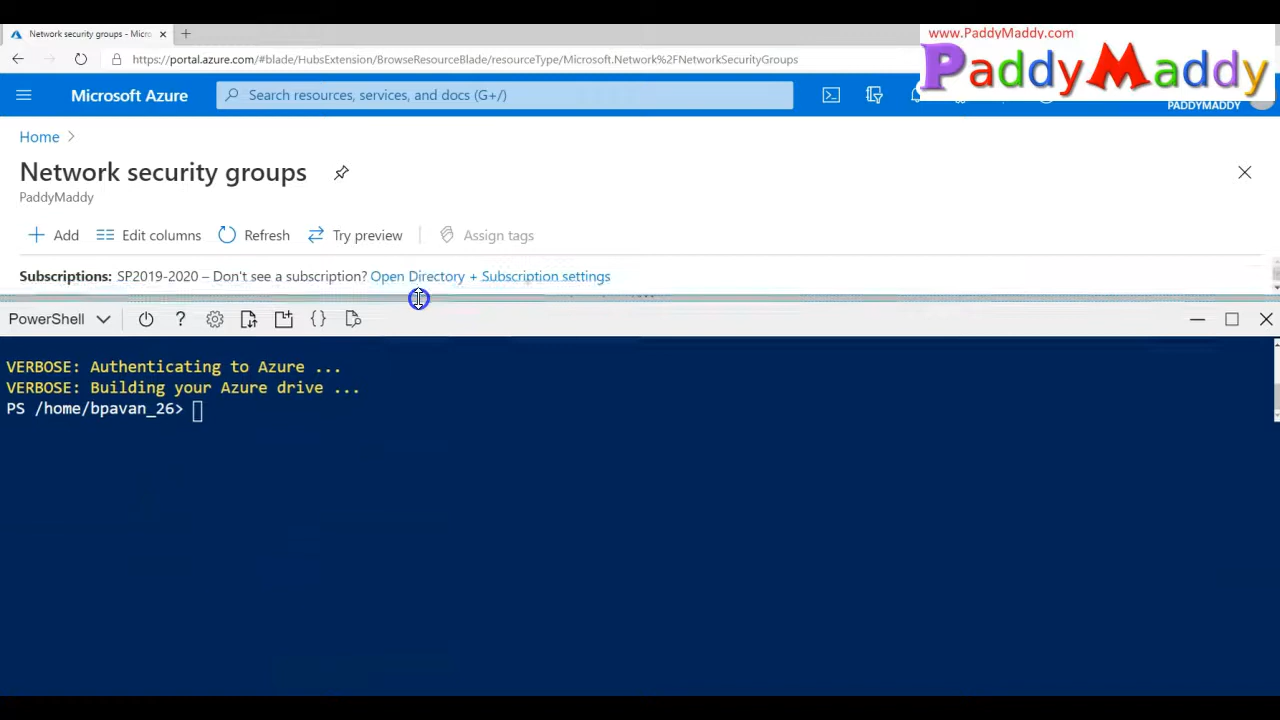 Network security groups - Micro
www.PaddyMaddy.com
PaddyMaddy
https://portal.azure.com/#blade/HubsExtension/BrowseResourceBlade/resourceType/Microsoft.Network%2FNetworkSecurityGroups
Microsoft Azure
Search resources, services, and docs (G+/)
PADDYMADDY
Home >
Network security groups
PaddyMaddy
+ Add
Edit columns
Refresh
Try preview
Assign tags
Subscriptions: SP2019-2020 – Don't see a subscription? Open Directory + Subscription settings
PowerShell
?
{ }
VERBOSE: Authenticating to Azure ...
VERBOSE: Building your Azure drive ...
PS /home/bpavan_26>